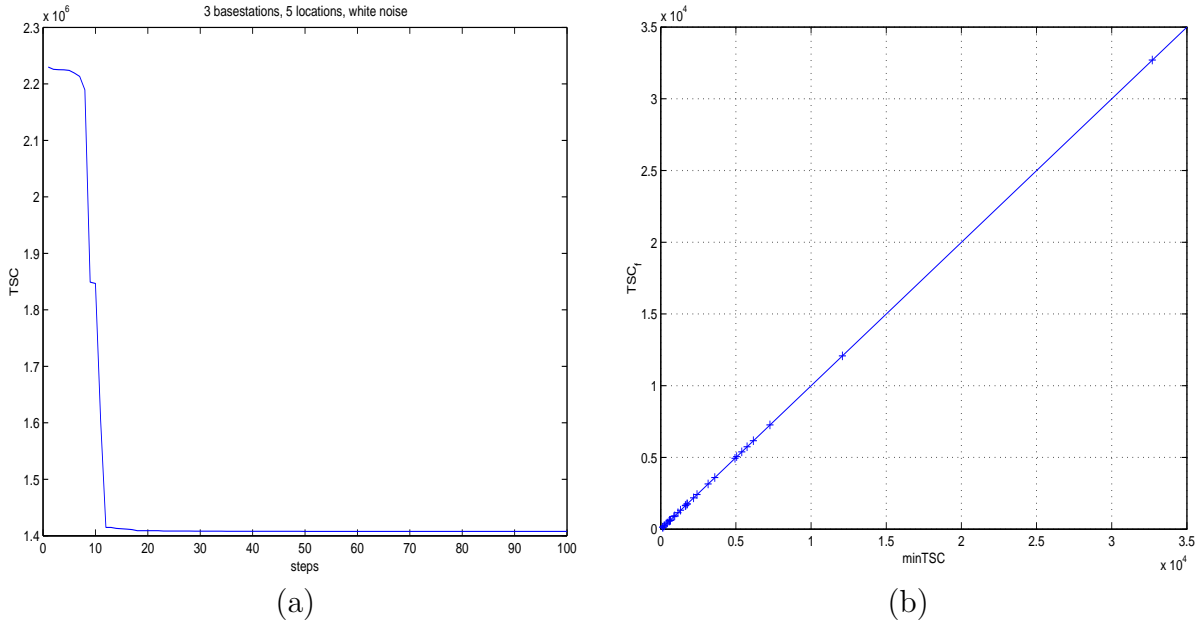 3 basestations, 5 locations, white noise
x 10^6
2.3
2.2
2.1
2
1.9
1.8
1.7
1.6
1.5
1.4
TSC
0 10 20 30 40 50 60 70 80 90 100
steps
(a)
x 10^4
3.5
3
2.5
2
1.5
1
0.5
0
TSC_f
0 0.5 1 1.5 2 2.5 3 3.5
minTSC
x 10^4
(b)